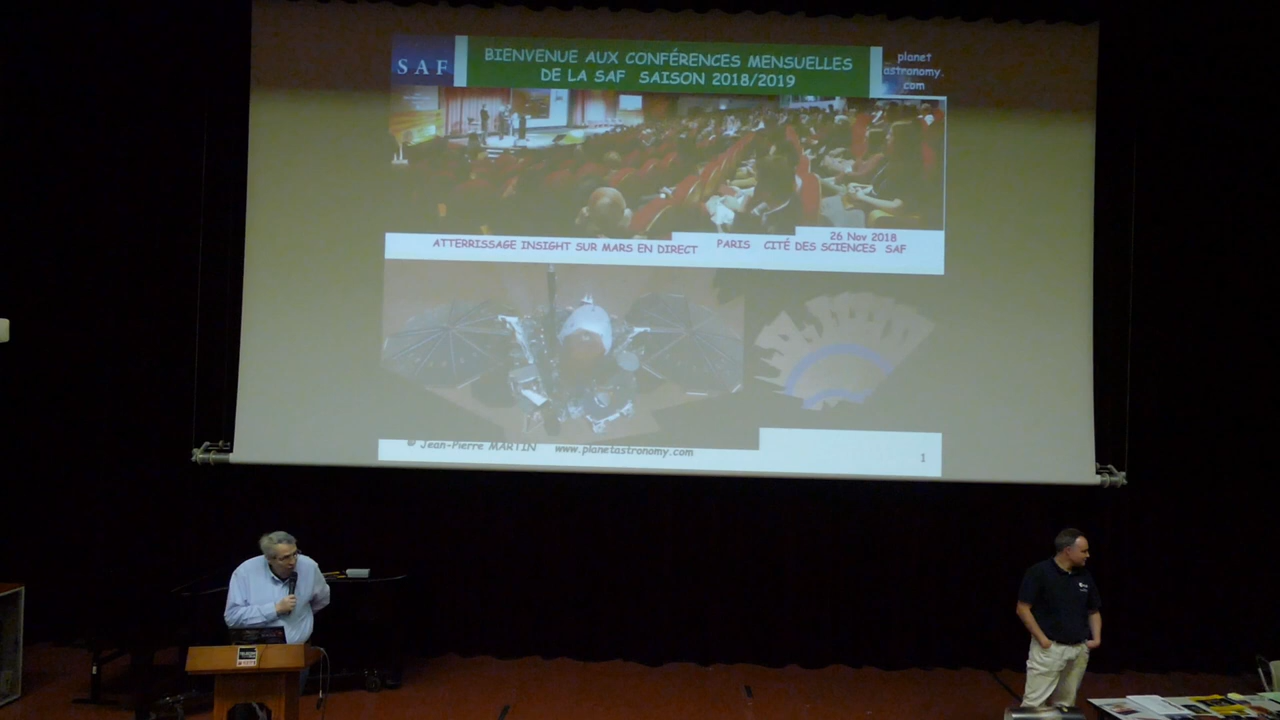 SAF
BIENVENUE AUX CONFÉRENCES MENSUELLES
DE LA SAF SAISON 2018/2019
planet
astronomy.
com
ATTERRISSAGE INSIGHT SUR MARS EN DIRECT
PARIS CITÉ DES SCIENCES SAF
26 Nov 2018
© Jean-Pierre MARTIN www.planetastronomy.com
1